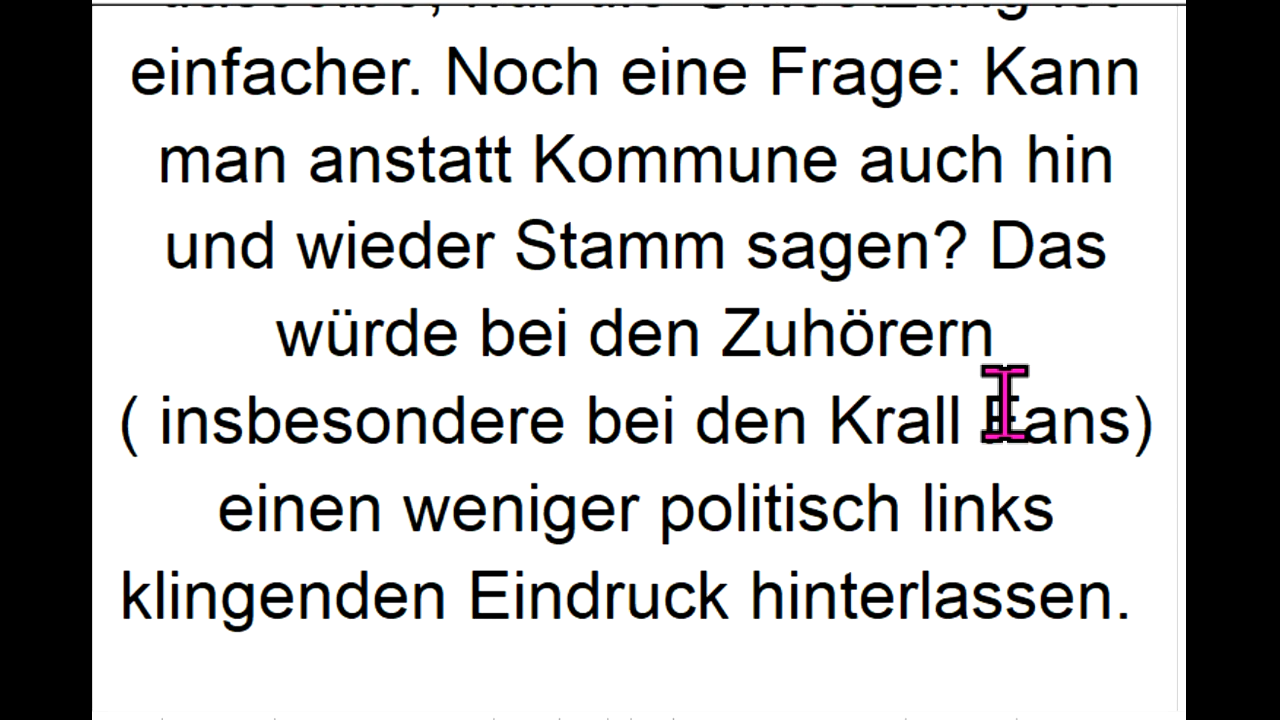 einfacher. Noch eine Frage: Kann
man anstatt Kommune auch hin
und wieder Stamm sagen? Das
würde bei den Zuhörern
( insbesondere bei den Krall Fans)
einen weniger politisch links
klingenden Eindruck hinterlassen.